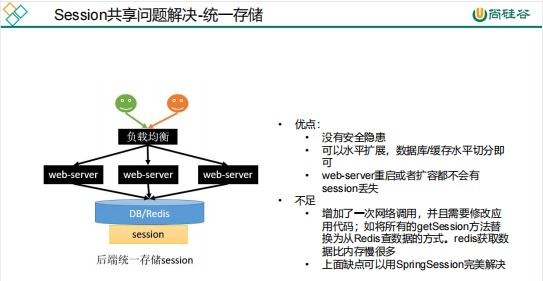 Session共享问题解决-统一存储
尚硅谷
负载均衡
web-server
web-server
web-server
DB/Redis
session
后端统一存储session
• 优点：
• 没有安全隐患
• 可以水平扩展，数据库/缓存水平切分即
可
• web-server重启或者扩容都不会有
session丢失
• 不足
• 增加了一次网络调用，并且需要修改应
用代码；如将所有的getSession方法替
换为从Redis查数据的方式。redis获取数
据比内存慢很多
• 上面缺点可以用SpringSession完美解决